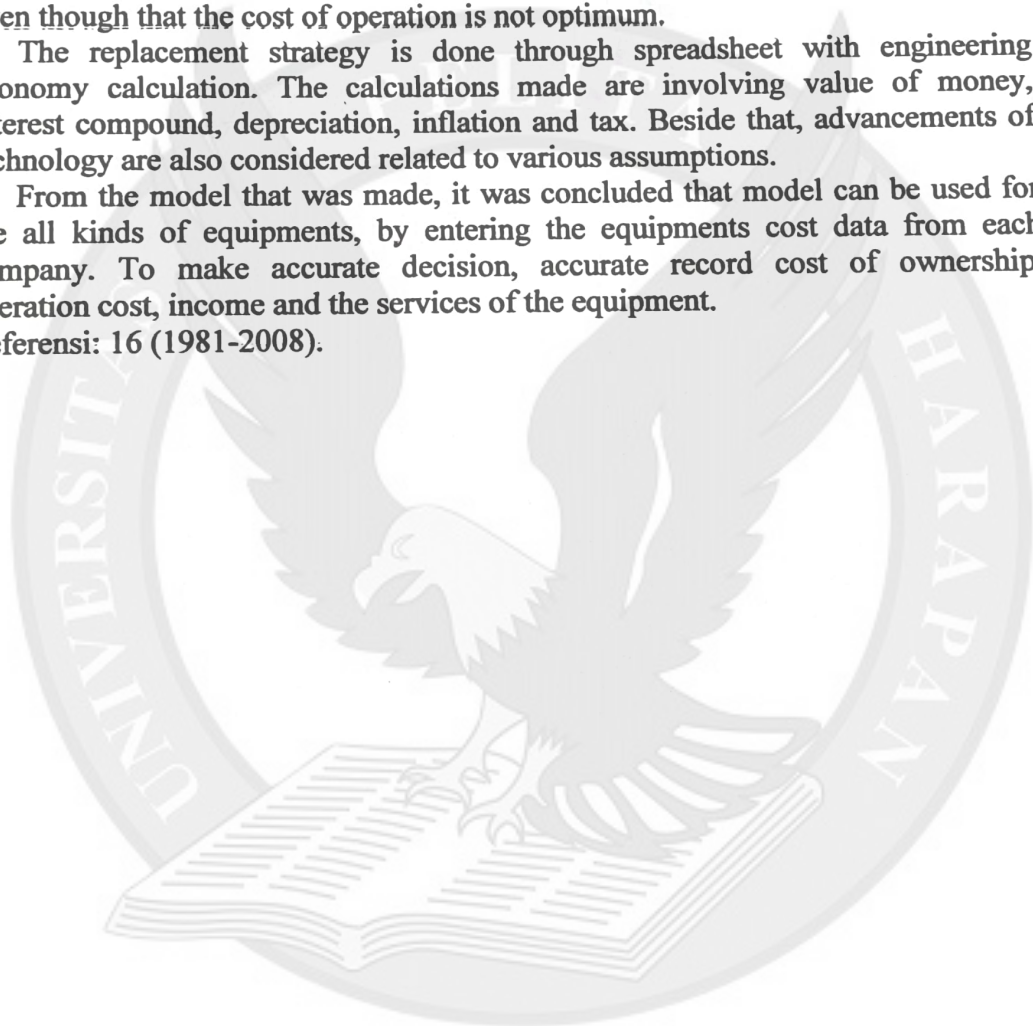 en though that the cost of operation is not optimum.
The replacement strategy is done through spreadsheet with engineering
onomy calculation. The calculations made are involving value of money,
terest compound, depreciation, inflation and tax. Beside that, advancements of
chnology are also considered related to various assumptions.
From the model that was made, it was concluded that model can be used for
e all kinds of equipments, by entering the equipments cost data from each
mpany. To make accurate decision, accurate record cost of ownership
eration cost, income and the services of the equipment.
eferensi: 16 (1981-2008).
UNIVERSITAS PELITA HARAPAN